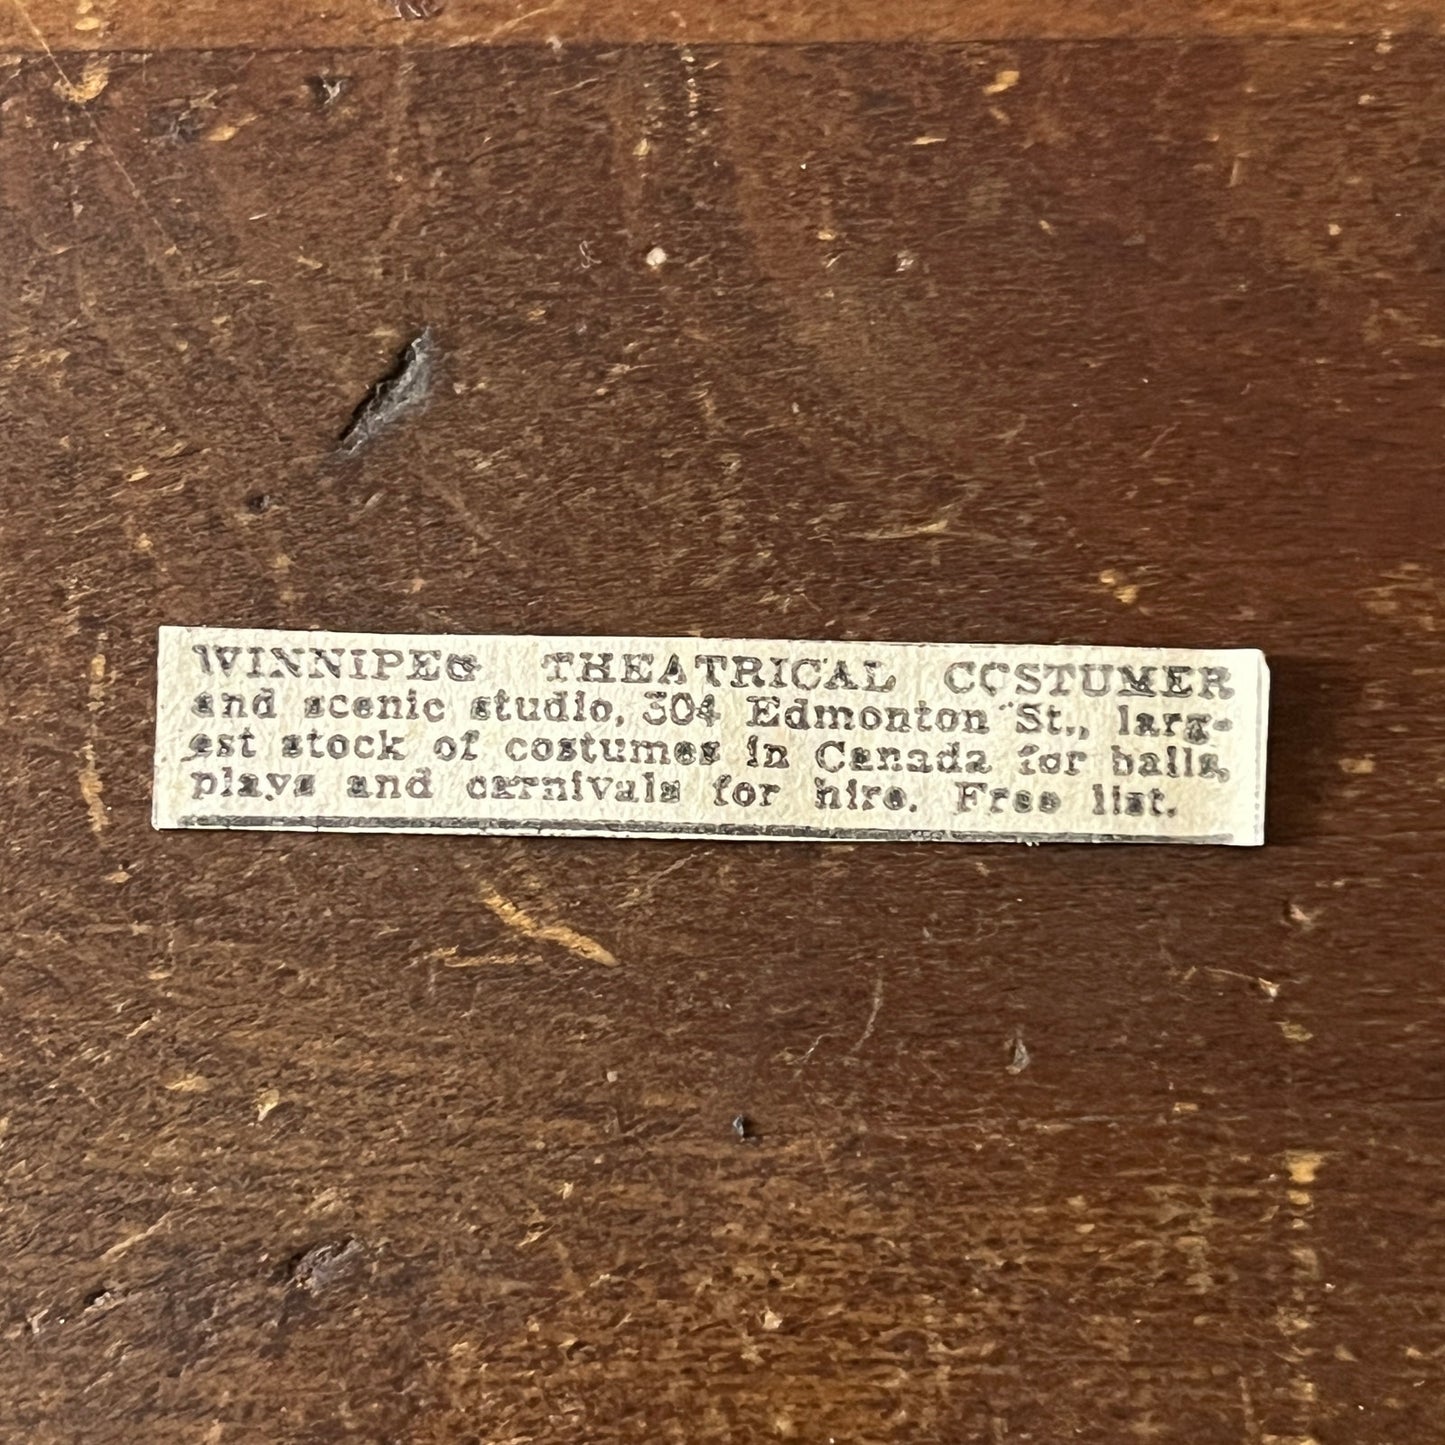 WINNIPEG THEATRICAL COSTUMER
and scenic studio, 304 Edmonton St., larg-
est stock of costumes in Canada for balls,
plays and carnivals for hire. Free list.